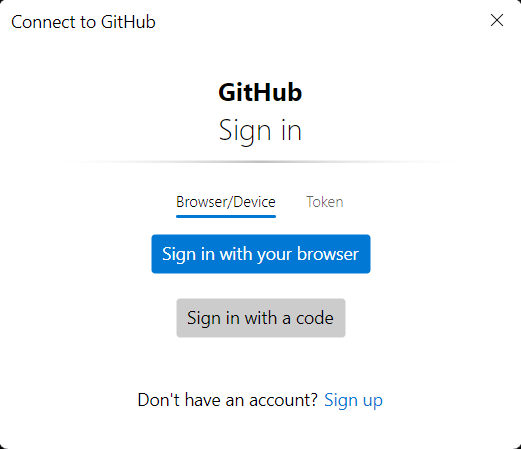 Connect to GitHub
GitHub
Sign in
Browser/Device Token
Sign in with your browser
Sign in with a code
Don't have an account? Sign up